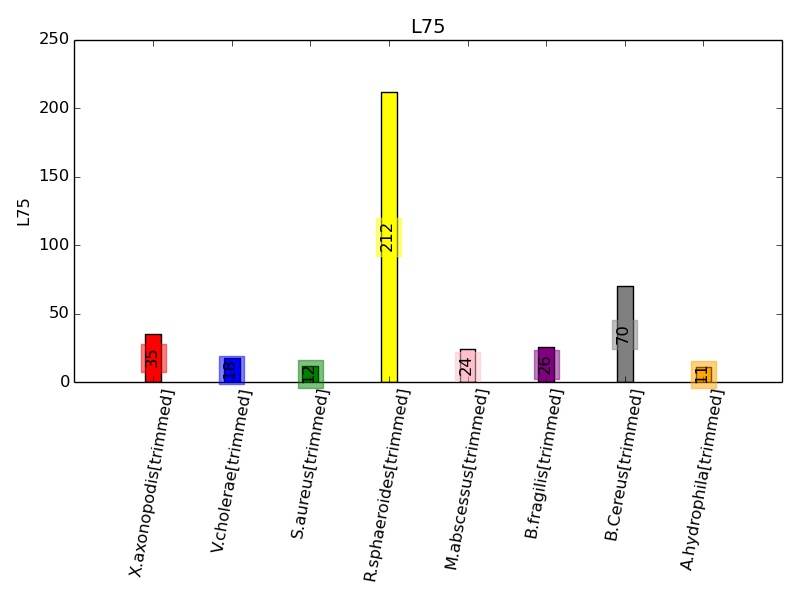 L75
250
200
150
100
50
0
L75
35
18
12
212
24
26
70
11
X.axonopodis[trimmed]
V.cholerae[trimmed]
S.aureus[trimmed]
R.sphaeroides[trimmed]
M.abscessus[trimmed]
B.fragilis[trimmed]
B.Cereus[trimmed]
A.hydrophila[trimmed]